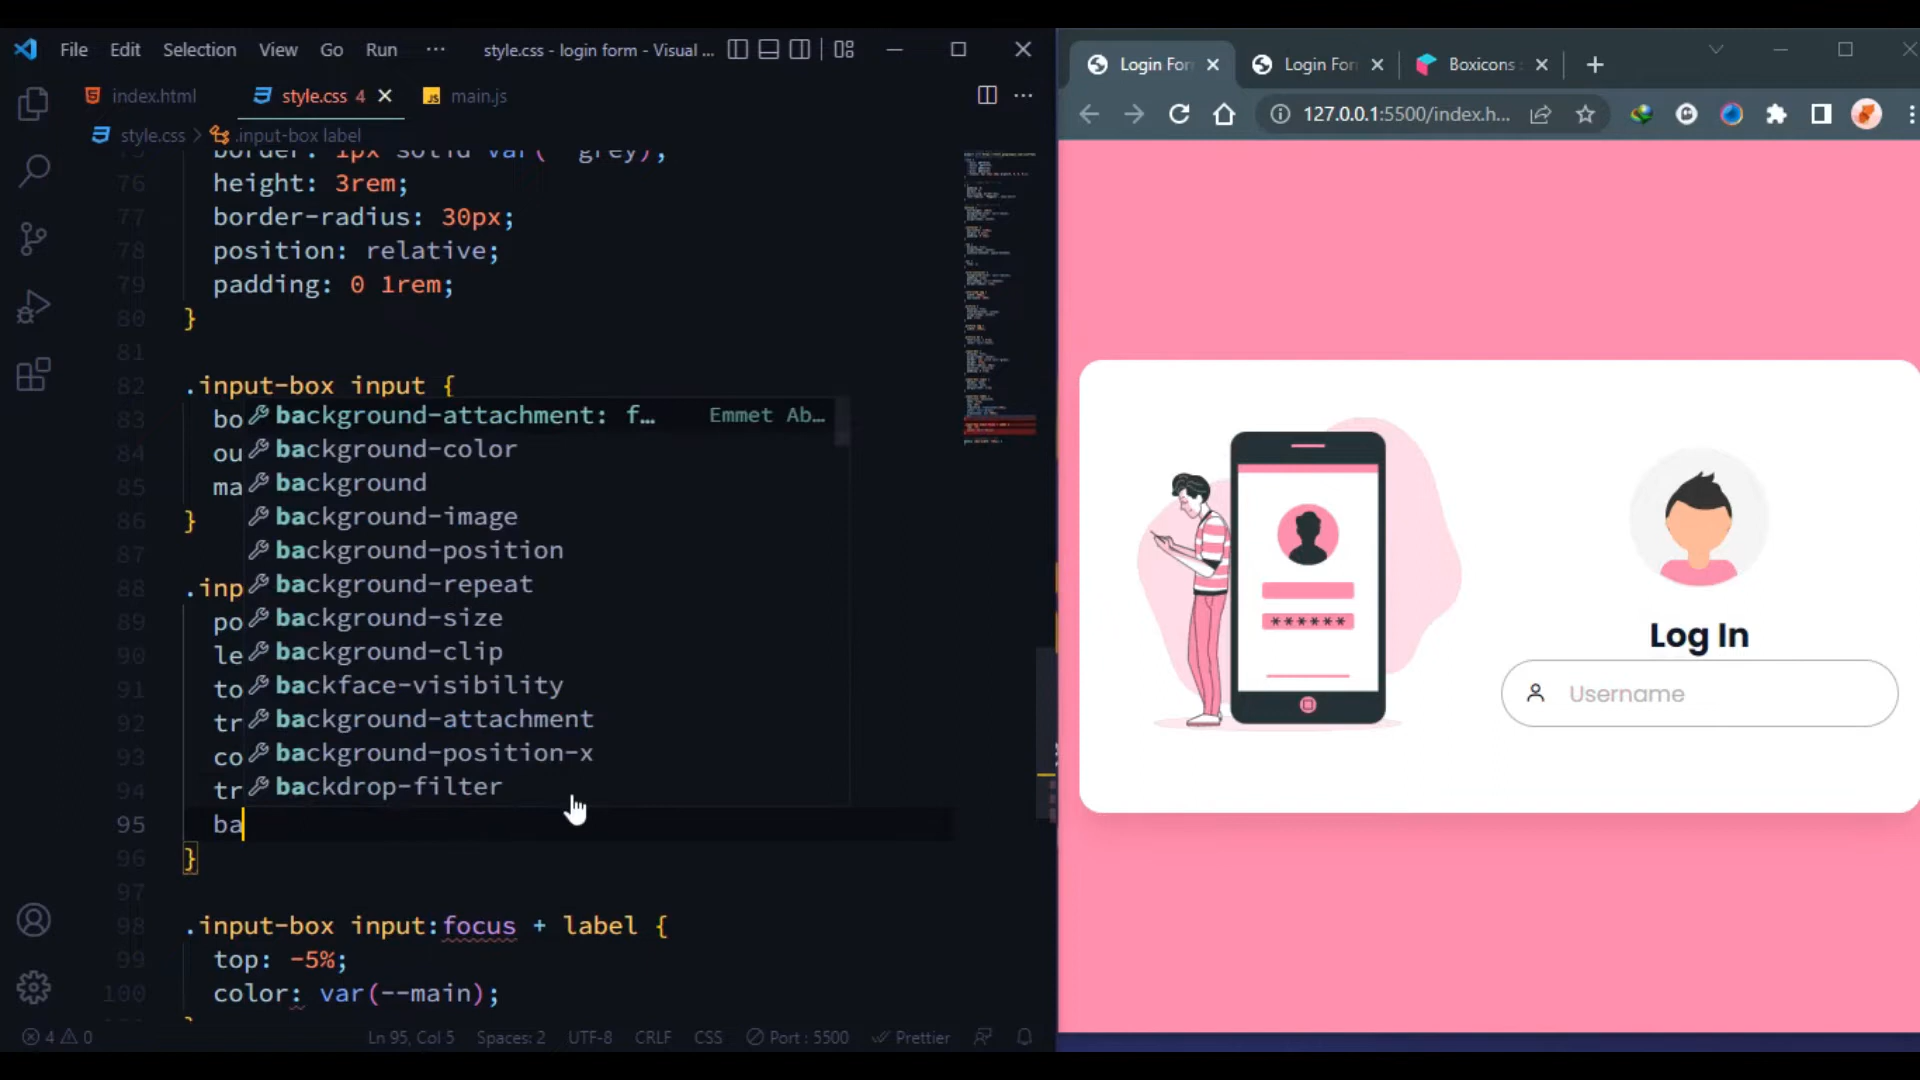 File Edit Selection View Go Run ··· style.css - login form - Visual ...
index.html style.css 4 main.js
style.css > .input-box label
border: 1px solid var(--grey);
76 height: 3rem;
77 border-radius: 30px;
78 position: relative;
79 padding: 0 1rem;
80 }
81
82 .input-box input {
83 bo
84 ou
85 ma
86 }
87
88 .inp
89 po
90 le
91 to
92 tr
93 co
94 tr
95 ba
96 }
97
98 .input-box input:focus + label {
99 top: -5%;
100 color: var(--main);
background-attachment: f... Emmet Ab...
background-color
background
background-image
background-position
background-repeat
background-size
background-clip
backface-visibility
background-attachment
background-position-x
backdrop-filter
4 0 Ln 95, Col 5 Spaces: 2 UTF-8 CRLF CSS Port : 5500 Prettier
Login For Login For Boxicons
127.0.0.1:5500/index.h...
******
Log In
Username